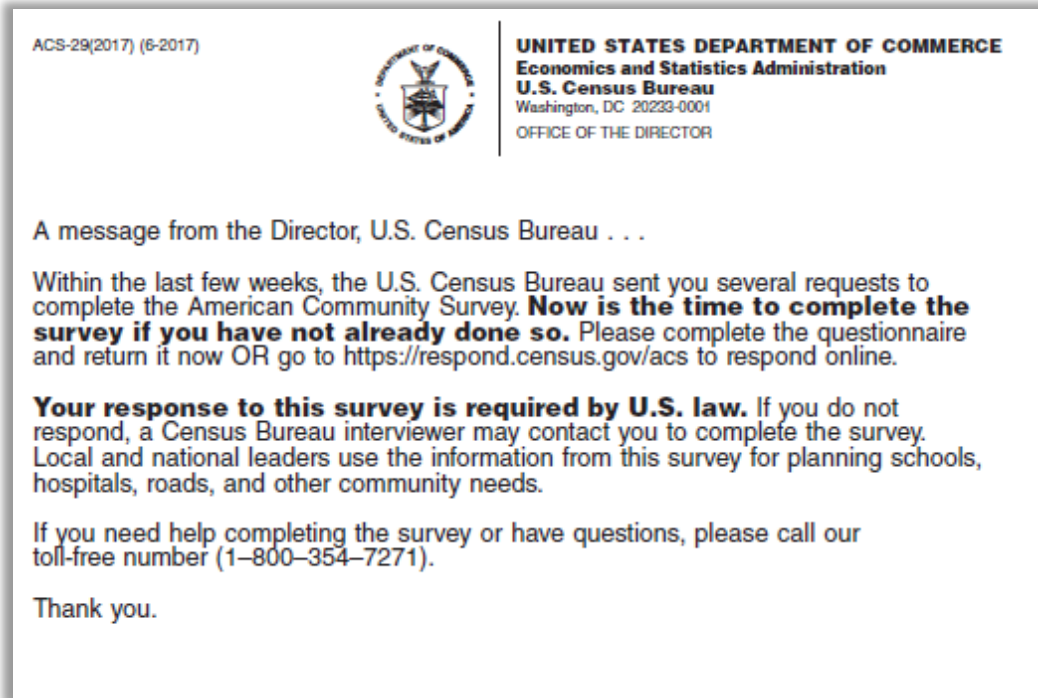 ACS-29(2017) (6-2017)
DEPARTMENT OF COMMERCE
UNITED STATES OF AMERICA
UNITED STATES DEPARTMENT OF COMMERCE
Economics and Statistics Administration
U.S. Census Bureau
Washington, DC 20233-0001
OFFICE OF THE DIRECTOR
A message from the Director, U.S. Census Bureau . . .
Within the last few weeks, the U.S. Census Bureau sent you several requests to
complete the American Community Survey. Now is the time to complete the
survey if you have not already done so. Please complete the questionnaire
and return it now OR go to https://respond.census.gov/acs to respond online.
Your response to this survey is required by U.S. law. If you do not
respond, a Census Bureau interviewer may contact you to complete the survey.
Local and national leaders use the information from this survey for planning schools,
hospitals, roads, and other community needs.
If you need help completing the survey or have questions, please call our
toll-free number (1–800–354–7271).
Thank you.